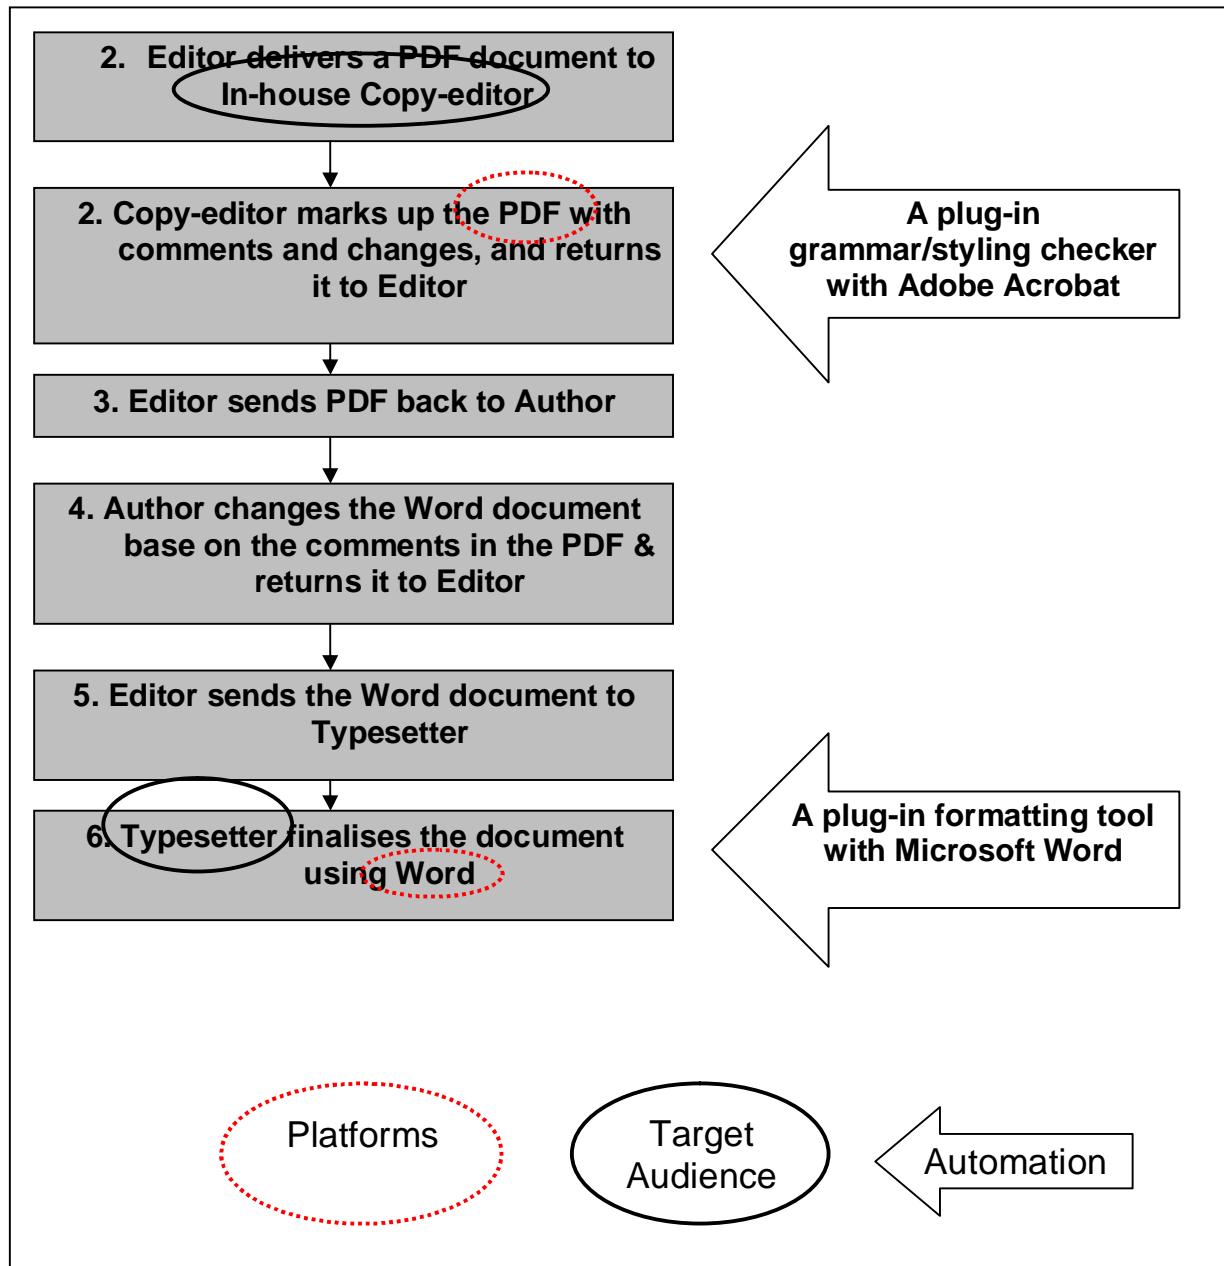 2. Editor delivers a PDF document to
In-house Copy-editor
2. Copy-editor marks up the PDF with
comments and changes, and returns
it to Editor
A plug-in
grammar/styling checker
with Adobe Acrobat
3. Editor sends PDF back to Author
4. Author changes the Word document
base on the comments in the PDF &
returns it to Editor
5. Editor sends the Word document to
Typesetter
6. Typesetter finalises the document
using Word
A plug-in formatting tool
with Microsoft Word
Platforms
Target
Audience
Automation